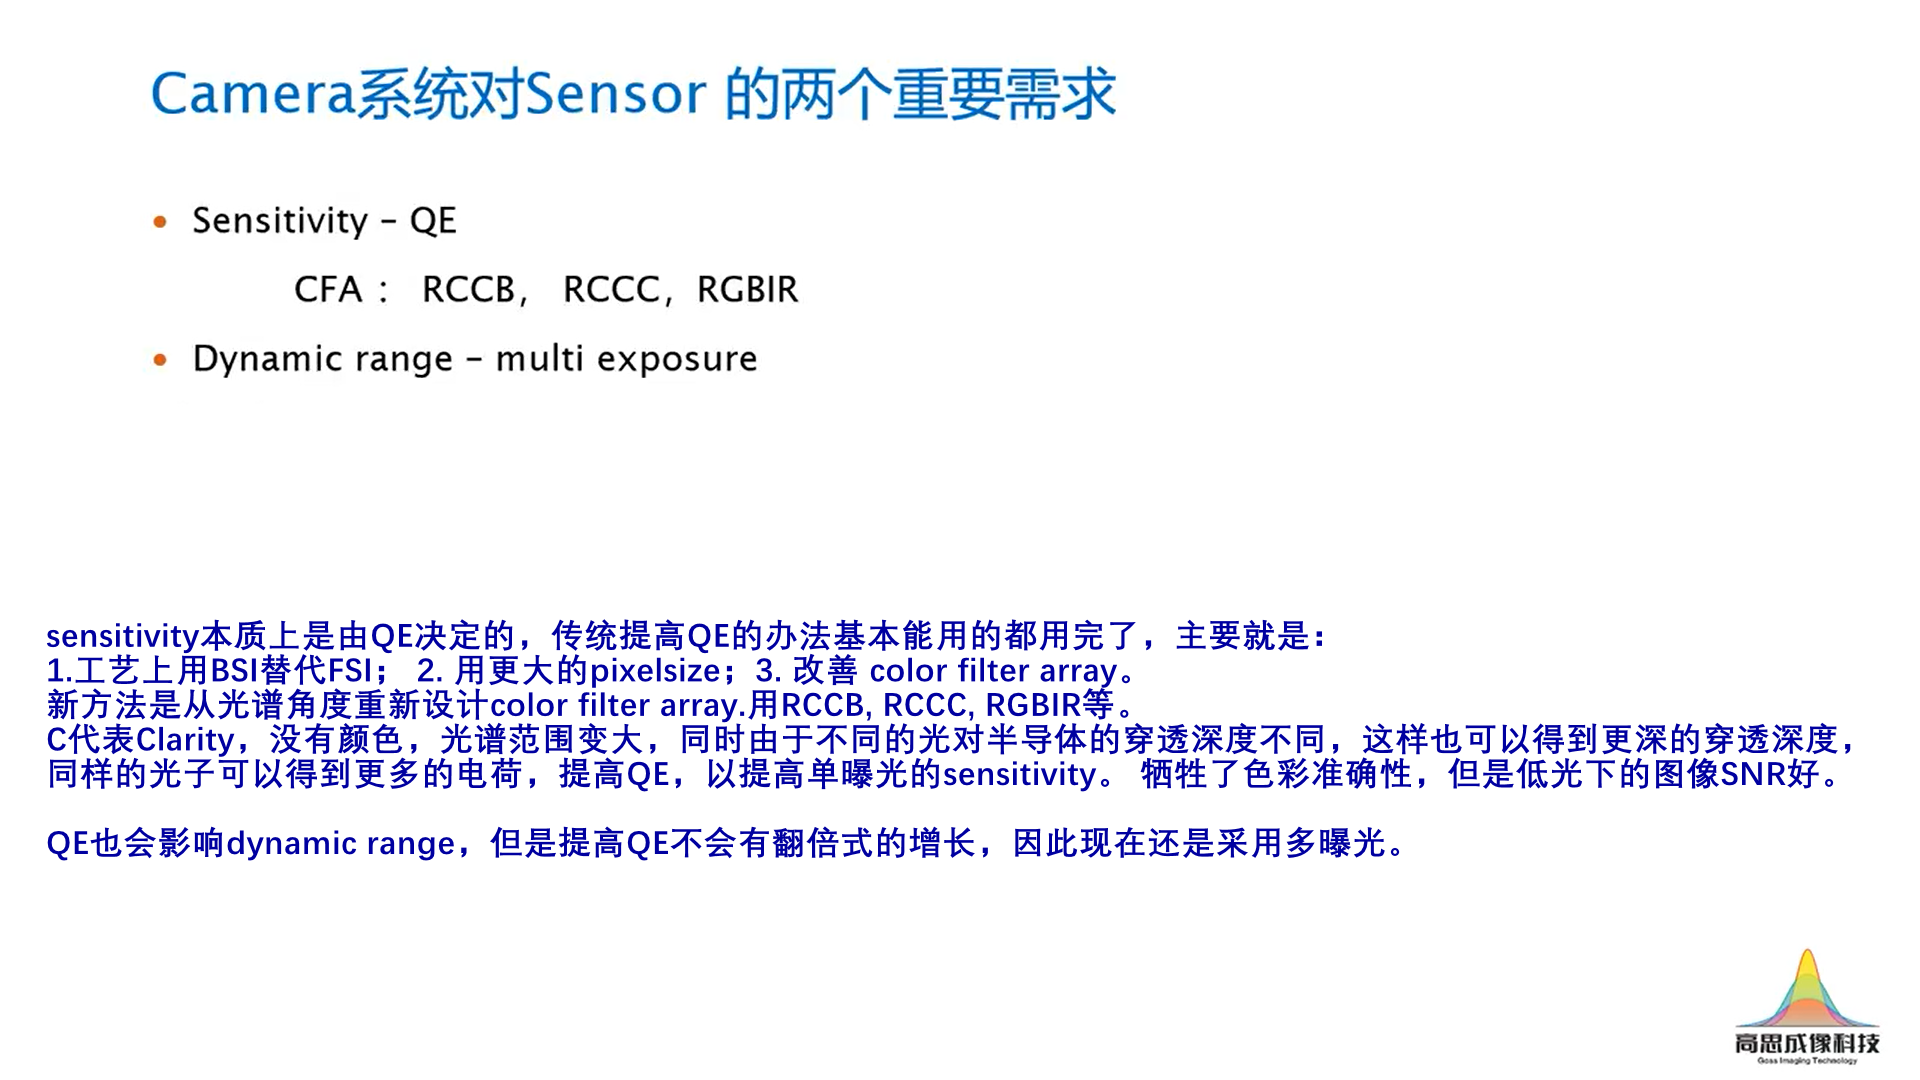 Camera系统对Sensor 的两个重要需求
• Sensitivity – QE
CFA： RCCB， RCCC，RGBIR
• Dynamic range – multi exposure
sensitivity本质上是由QE决定的，传统提高QE的办法基本能用的都用完了，主要就是：
1.工艺上用BSI替代FSI； 2. 用更大的pixelsize；3. 改善 color filter array。
新方法是从光谱角度重新设计color filter array.用RCCB, RCCC, RGBIR等。
C代表Clarity，没有颜色，光谱范围变大，同时由于不同的光对半导体的穿透深度不同，这样也可以得到更深的穿透深度，
同样的光子可以得到更多的电荷，提高QE，以提高单曝光的sensitivity。 牺牲了色彩准确性，但是低光下的图像SNR好。
QE也会影响dynamic range，但是提高QE不会有翻倍式的增长，因此现在还是采用多曝光。
高思成像科技
Goss Imaging Technology